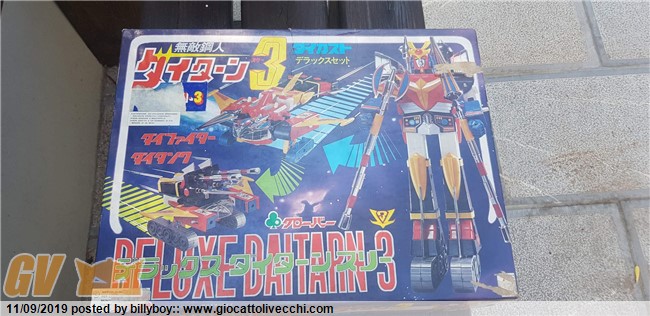 無敵鋼人
ダイターン3
ダイカスト
デラックスセット
ダイファイター
ダイタンク
クローバー
DELUXE DAITARN 3
デラックスダイターンスリー
GV
11/09/2019 posted by billyboy:: www.giocattolivecchi.com